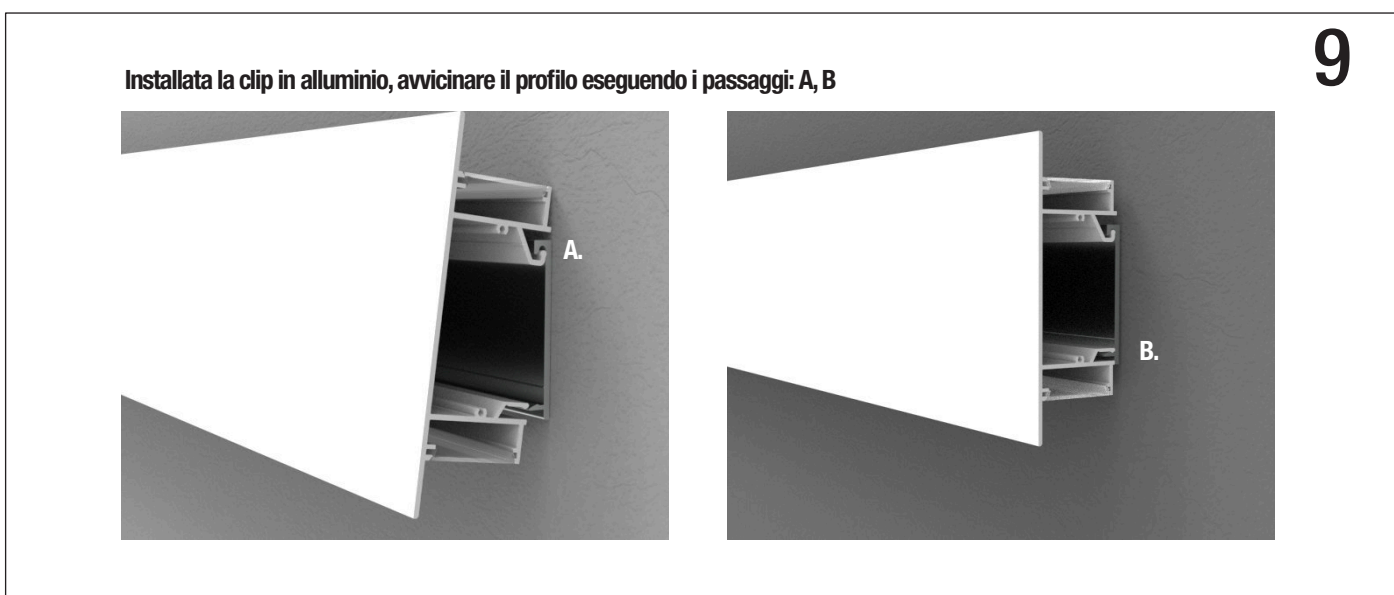 9
Installata la clip in alluminio, avvicinare il profilo eseguendo i passaggi: A, B
A.
B.